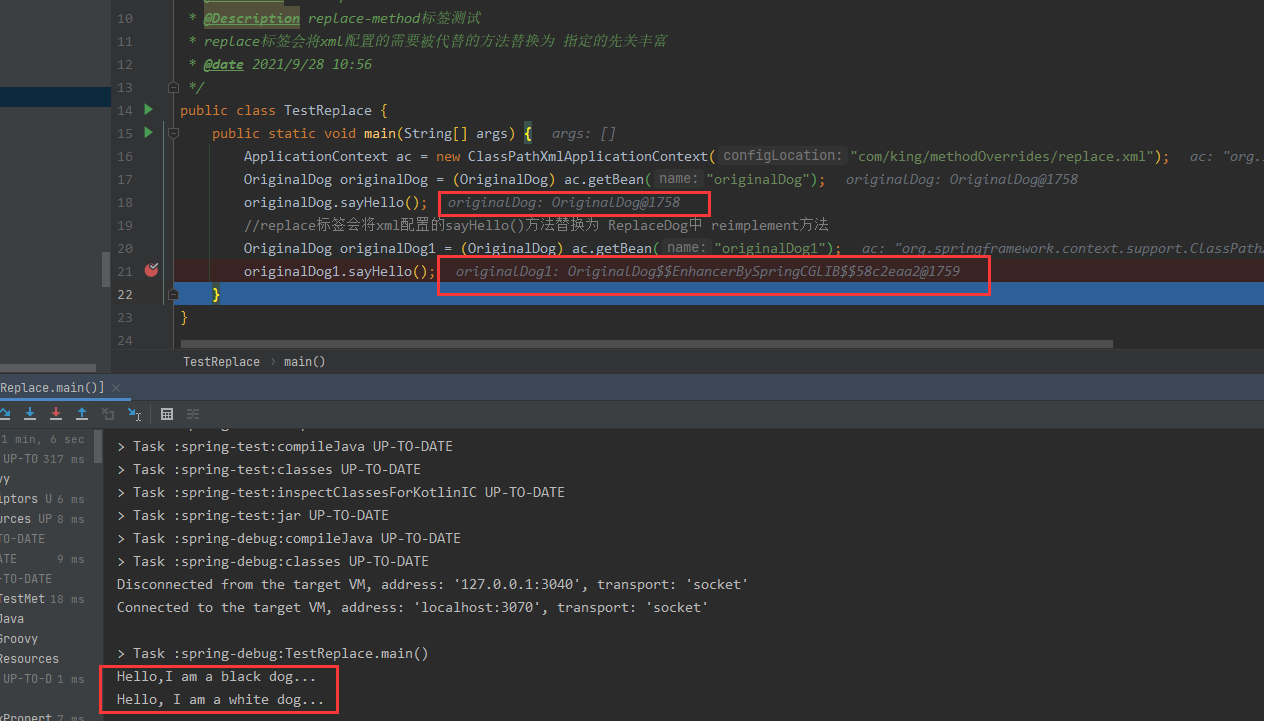 10 * @Description replace-method标签测试
11 * replace标签会将xml配置的需要被代替的方法替换为 指定的先关丰富
12 * @date 2021/9/28 10:56
13 */
14 public class TestReplace {
15 public static void main(String[] args) { args: []
16 ApplicationContext ac = new ClassPathXmlApplicationContext( configLocation: "com/king/methodOverrides/replace.xml"); ac: "org.
17 OriginalDog originalDog = (OriginalDog) ac.getBean( name: "originalDog"); originalDog: OriginalDog@1758
18 originalDog.sayHello(); originalDog: OriginalDog@1758
19 //replace标签会将xml配置的sayHello()方法替换为 ReplaceDog中 reimplement方法
20 OriginalDog originalDog1 = (OriginalDog) ac.getBean( name: "originalDog1"); ac: "org.springframework.context.support.ClassPathX
21 originalDog1.sayHello(); originalDog1: OriginalDog$$EnhancerBySpringCGLIB$$58c2eaa2@1759
22 }
23 }
24
TestReplace › main()
Replace.main()] ×
1 min, 6 sec
UP-TO 317 ms
vy
iptors U 6 ms
urces UP 8 ms
TO-DATE
ATE 9 ms
-TO-DATE
TestMet 18 ms
Java
Groovy
Resources
UP-TO-D 1 ms
xPropert 7 ms
> Task :spring-test:compileJava UP-TO-DATE
> Task :spring-test:classes UP-TO-DATE
> Task :spring-test:inspectClassesForKotlinIC UP-TO-DATE
> Task :spring-test:jar UP-TO-DATE
> Task :spring-debug:compileJava UP-TO-DATE
> Task :spring-debug:classes UP-TO-DATE
Disconnected from the target VM, address: '127.0.0.1:3040', transport: 'socket'
Connected to the target VM, address: 'localhost:3070', transport: 'socket'
> Task :spring-debug:TestReplace.main()
Hello,I am a black dog...
Hello, I am a white dog...